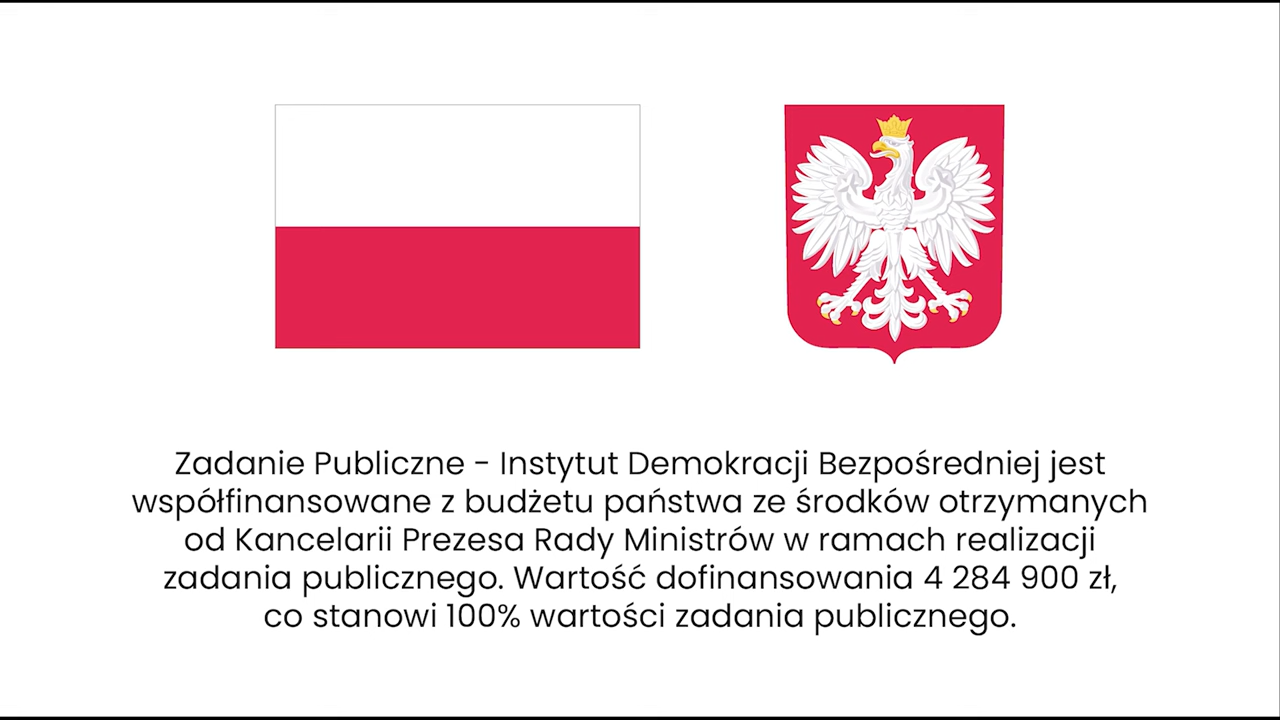 Zadanie Publiczne - Instytut Demokracji Bezpośredniej jest
współfinansowane z budżetu państwa ze środków otrzymanych
od Kancelarii Prezesa Rady Ministrów w ramach realizacji
zadania publicznego. Wartość dofinansowania 4 284 900 zł,
co stanowi 100% wartości zadania publicznego.